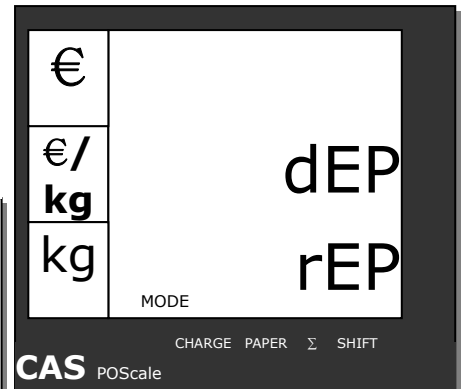 €
€/
kg
dEP
kg
rEP
MODE
CHARGE PAPER Σ SHIFT
CAS POScale